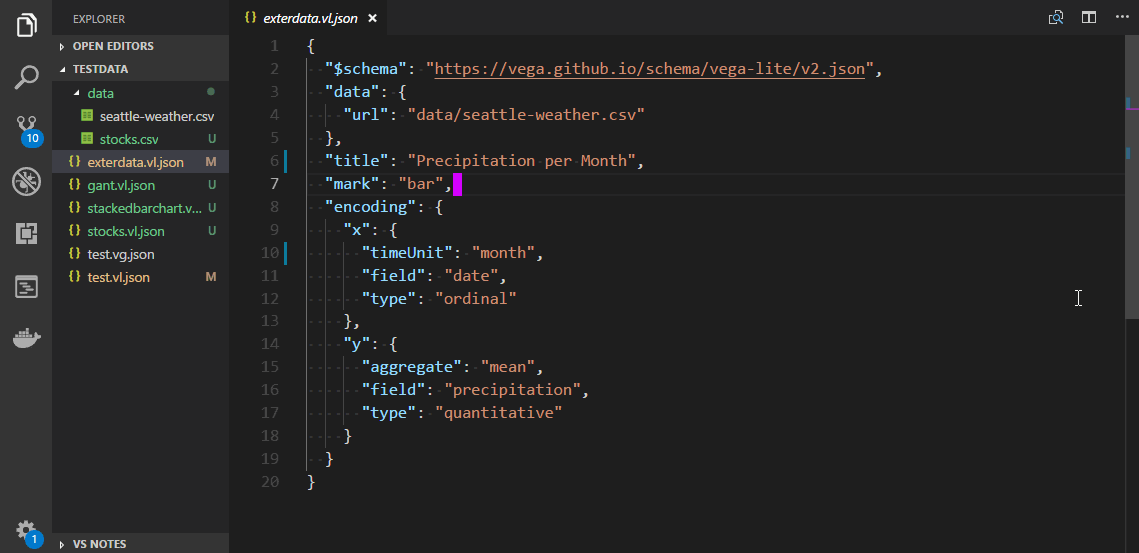 EXPLORER
OPEN EDITORS
TESTDATA
data
seattle-weather.csv
stocks.csv U
exterdata.vl.json M
gant.vl.json U
stackedbarchart.v... U
stocks.vl.json U
test.vg.json
test.vl.json M
VS NOTES
10
1
{} exterdata.vl.json ×
1 {
2 "$schema": "https://vega.github.io/schema/vega-lite/v2.json",
3 "data": {
4 "url": "data/seattle-weather.csv"
5 },
6 "title": "Precipitation per Month",
7 "mark": "bar",
8 "encoding": {
9 "x": {
10 "timeUnit": "month",
11 "field": "date",
12 "type": "ordinal"
13 },
14 "y": {
15 "aggregate": "mean",
16 "field": "precipitation",
17 "type": "quantitative"
18 }
19 }
20 }